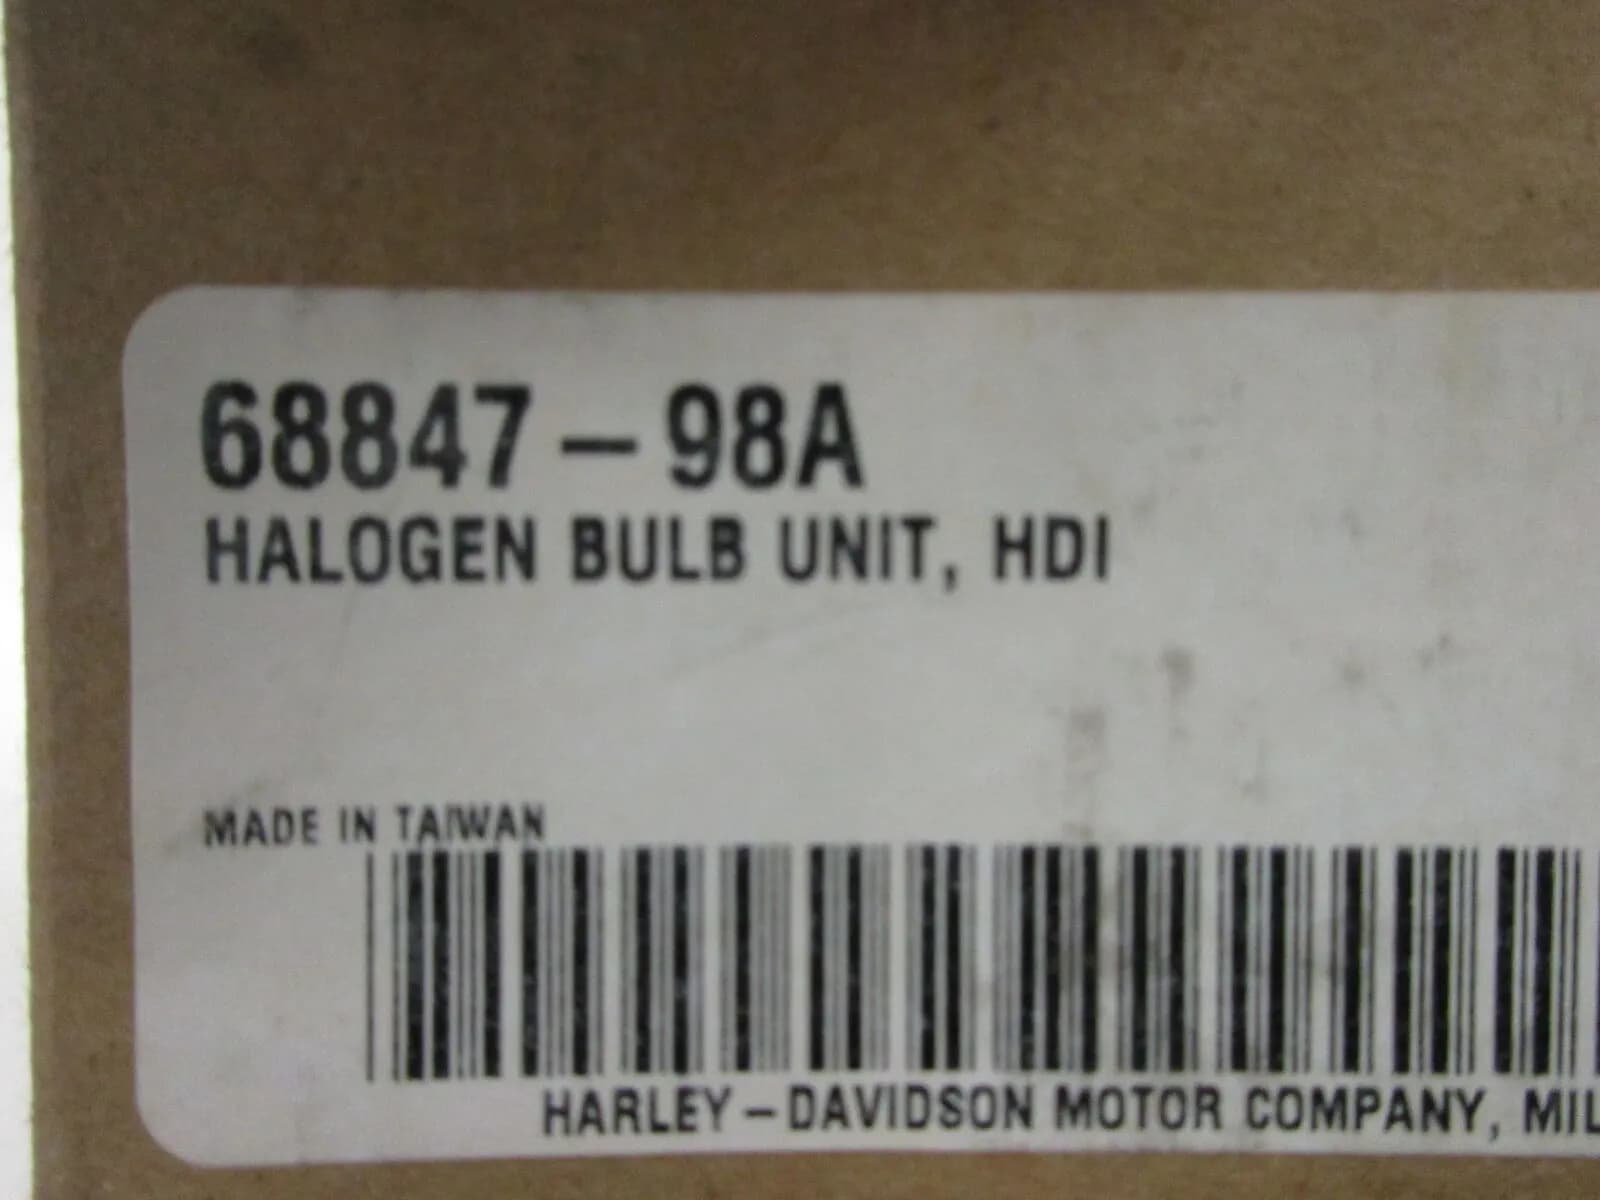 68847-98A
HALOGEN BULB UNIT, HDI
MADE IN TAIWAN
HARLEY-DAVIDSON MOTOR COMPANY, MIL